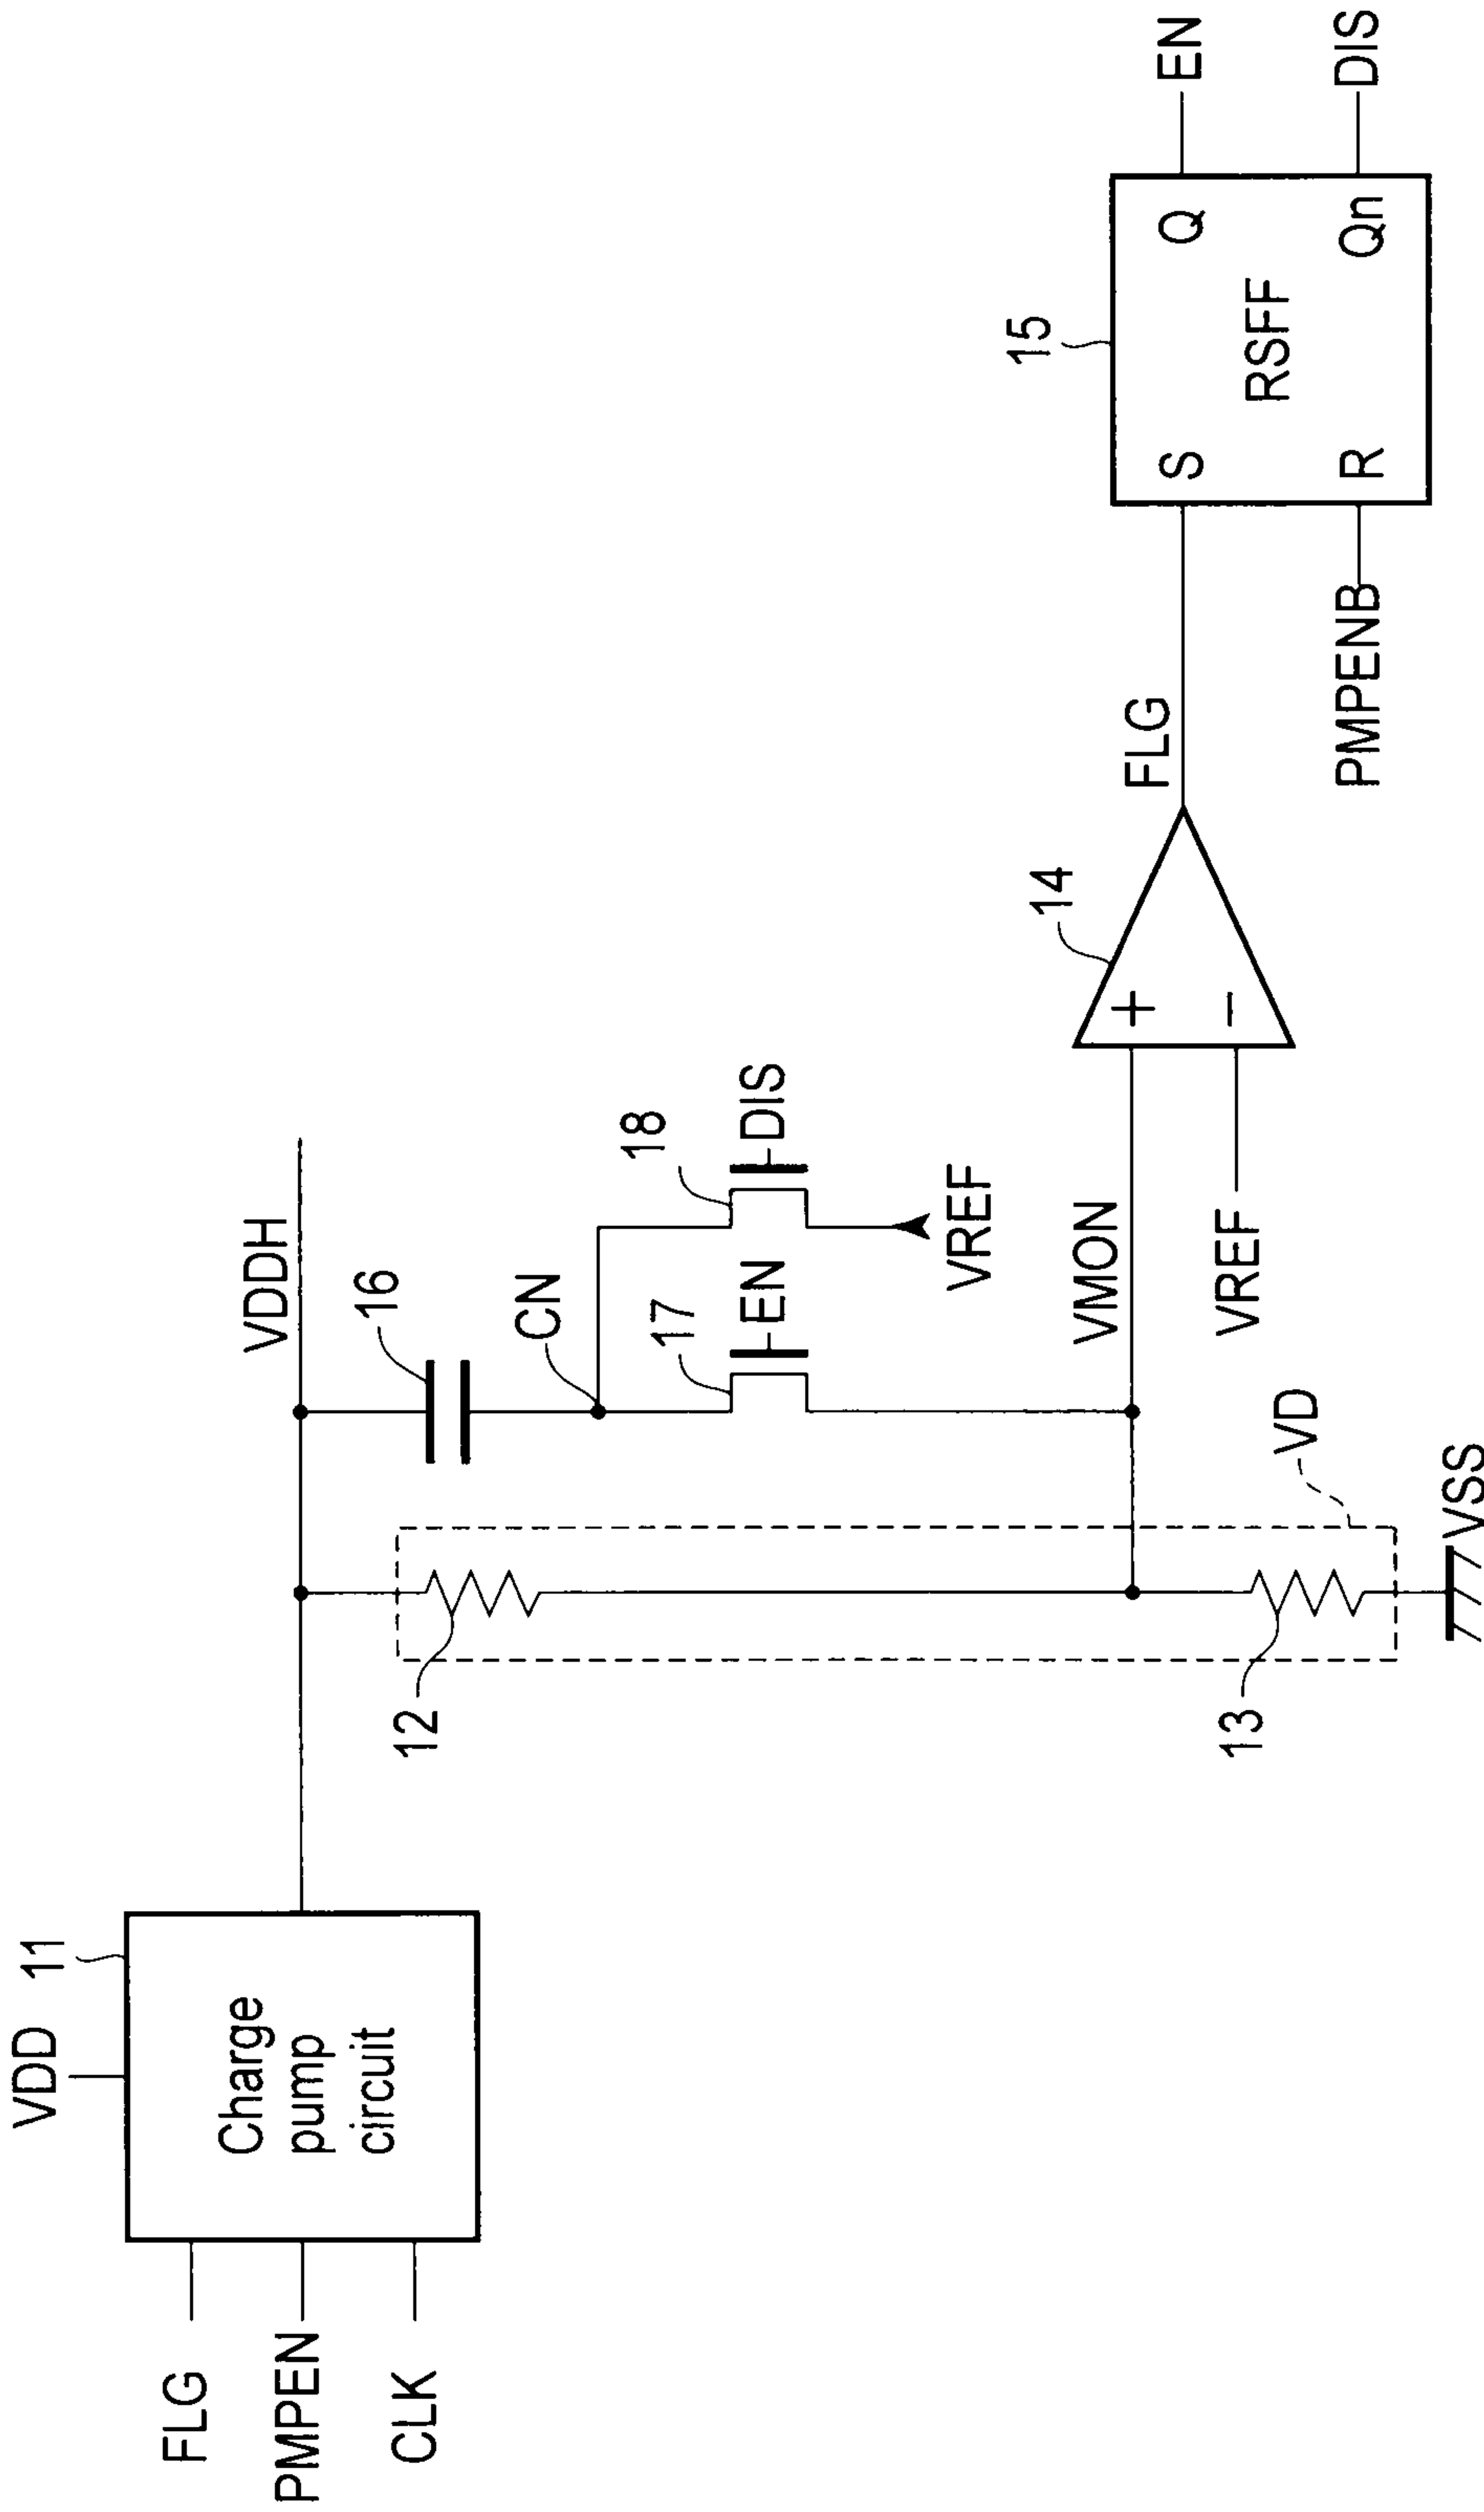 VDD
11
FLG
PMPEN
CLK
Charge
pump
circuit
VDDH
16
CN
12
17
EN
18
DIS
VREF
VMON
VREF
13
VD
VSS
14
+
−
FLG
PMPENB
15
S
R
RSFF
Q
Qn
EN
DIS